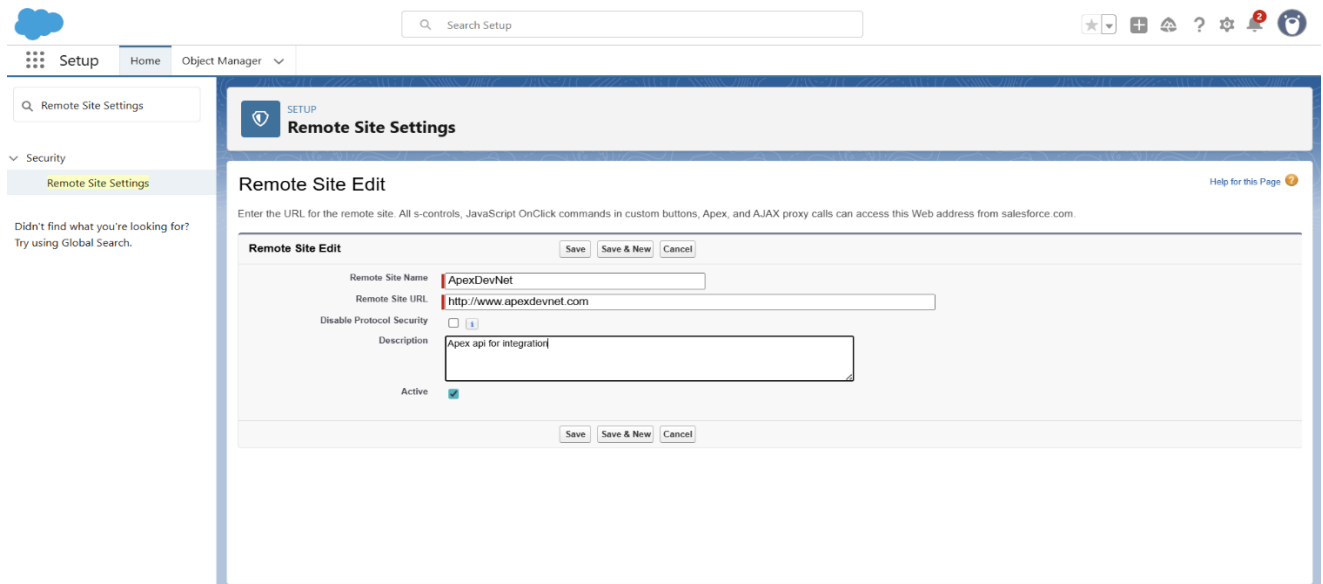 Search Setup
2
Setup
Home
Object Manager
Remote Site Settings
Security
Remote Site Settings
Didn't find what you're looking for?
Try using Global Search.
SETUP
Remote Site Settings
Remote Site Edit
Help for this Page ?
Enter the URL for the remote site. All s-controls, JavaScript OnClick commands in custom buttons, Apex, and AJAX proxy calls can access this Web address from salesforce.com.
Remote Site Edit Save Save & New Cancel
Remote Site Name ApexDevNet
Remote Site URL http://www.apexdevnet.com
Disable Protocol Security i
Description Apex api for integration
Active
Save Save & New Cancel